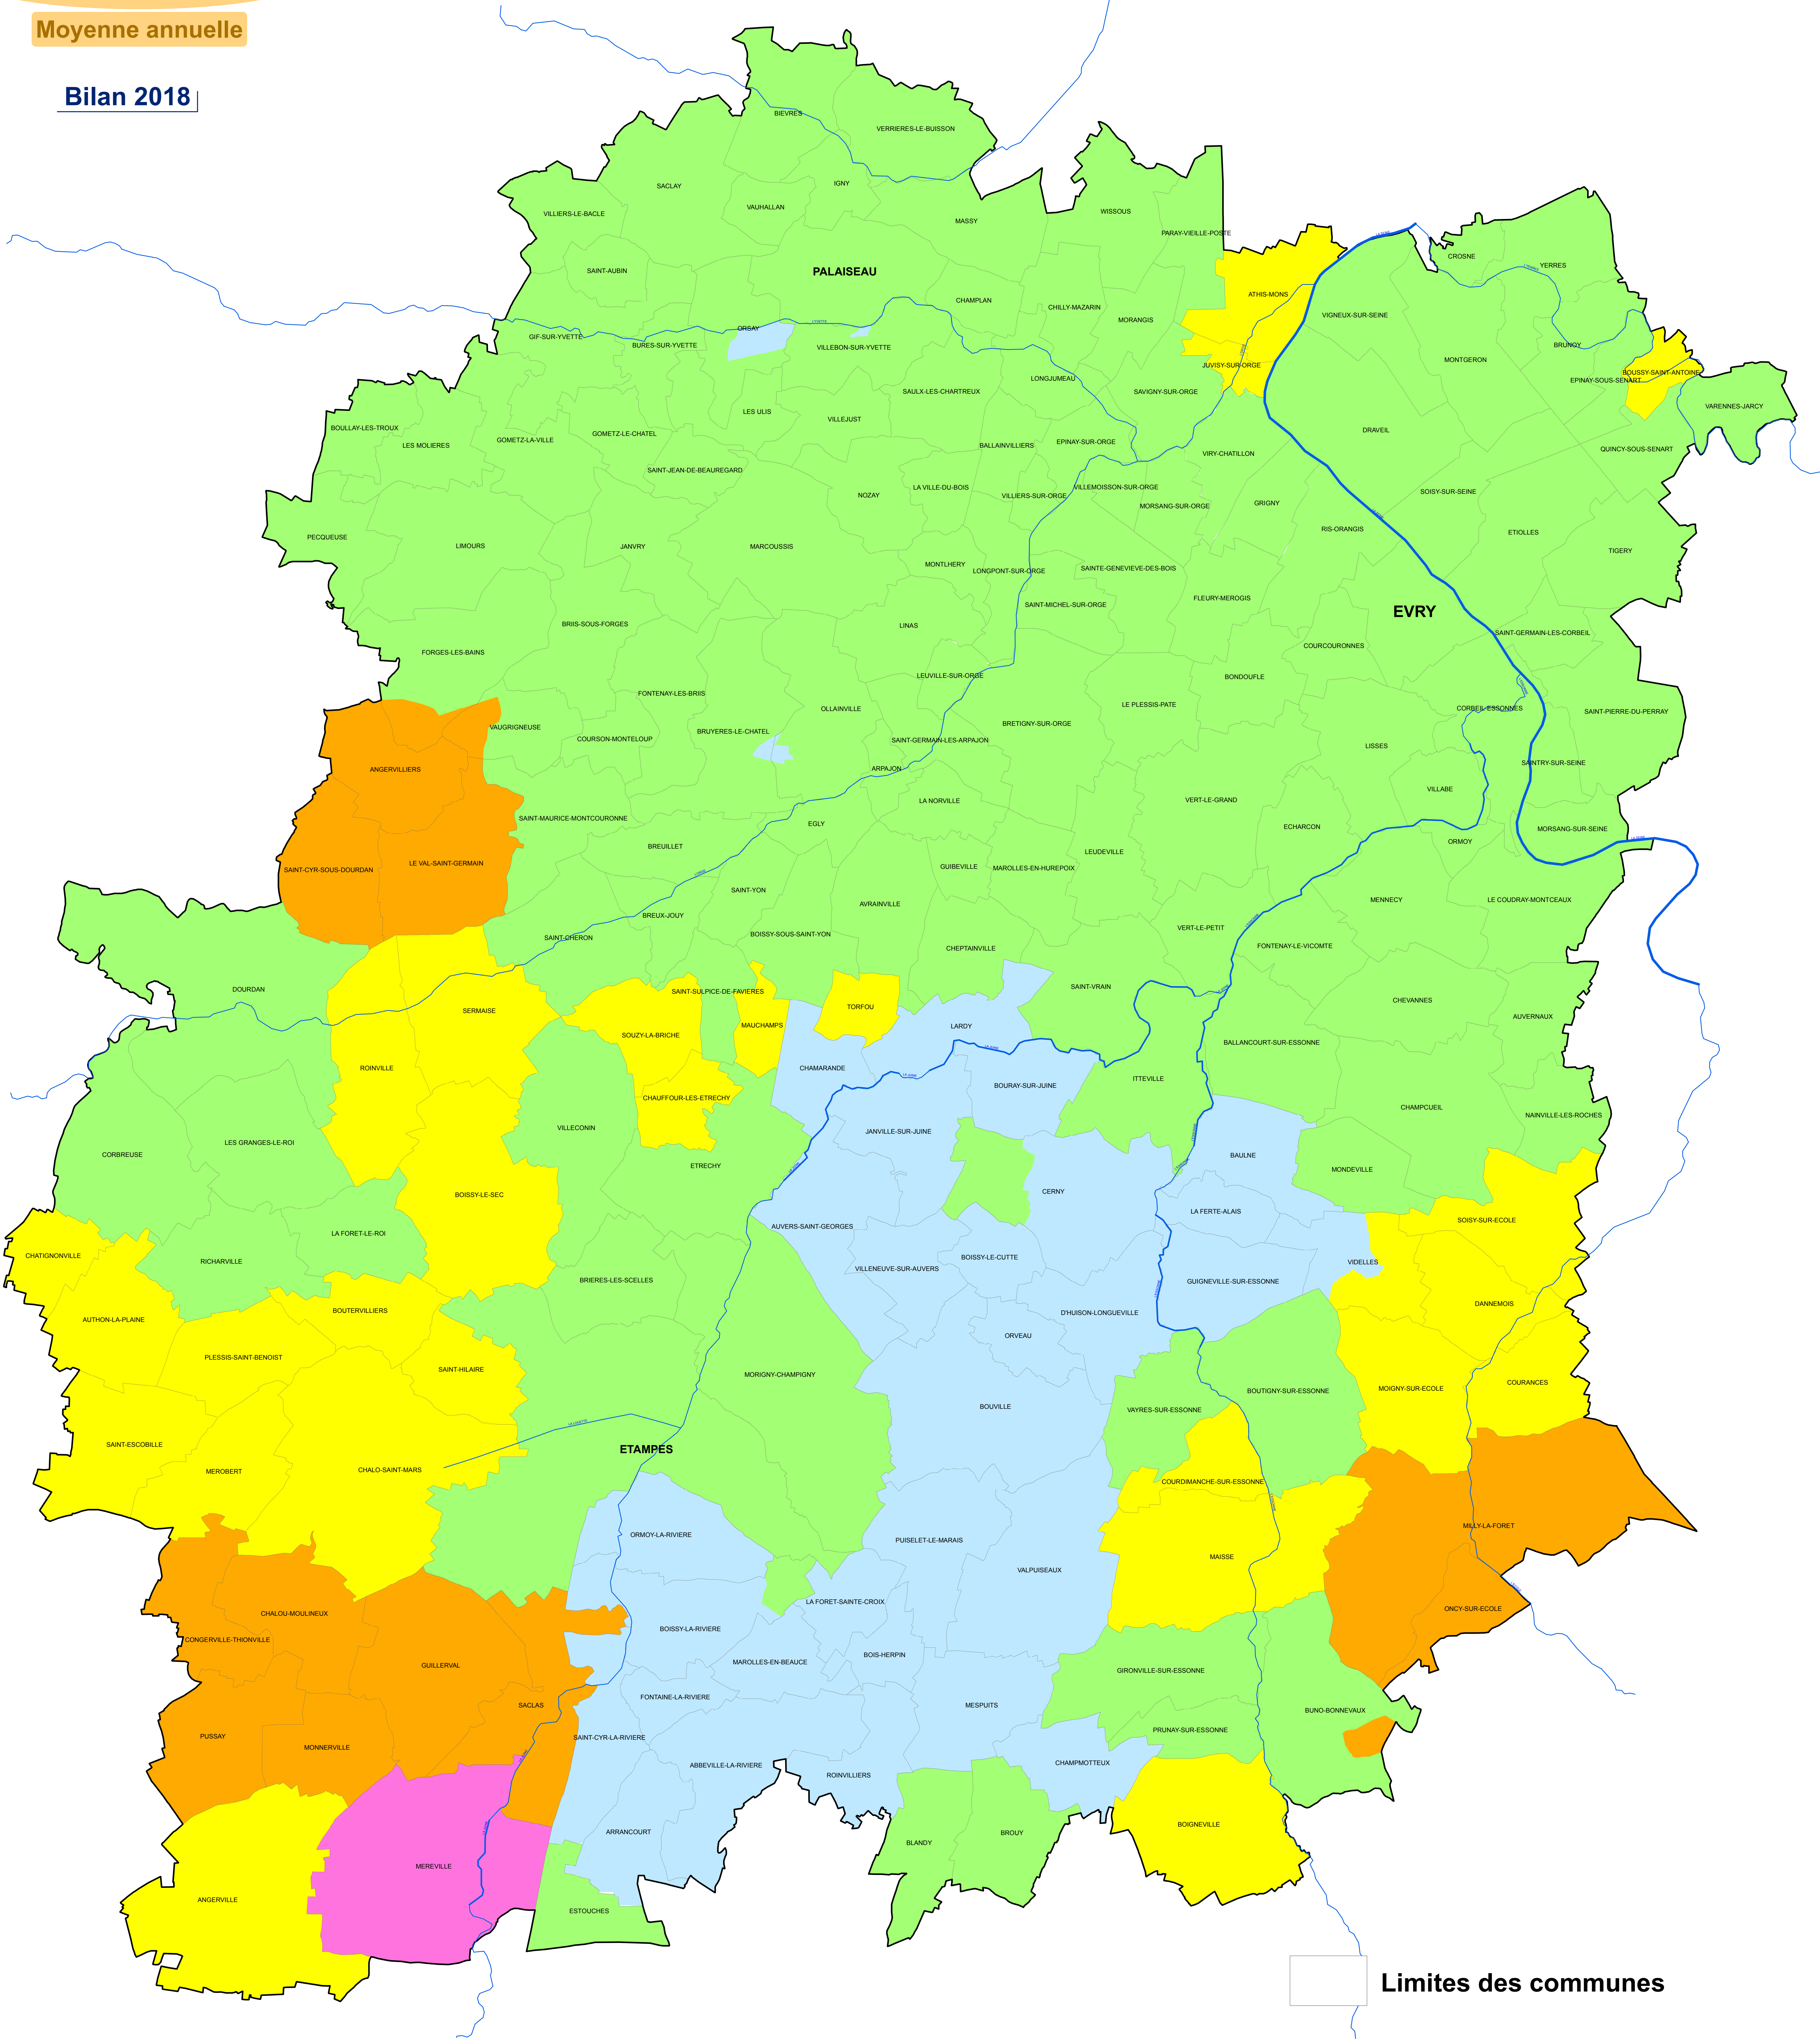 Moyenne annuelle
Bilan 2018
BIEVRES
VERRIERES-LE-BUISSON
SACLAY
IGNY
VAUHALLAN
VILLIERS-LE-BACLE
MASSY
WISSOUS
PARAY-VIEILLE-POSTE
SAINT-AUBIN
PALAISEAU
CROSNE
YERRES
ATHIS-MONS
CHAMPLAN
CHILLY-MAZARIN
MORANGIS
VIGNEUX-SUR-SEINE
ORSAY
GIF-SUR-YVETTE
BURES-SUR-YVETTE
VILLEBON-SUR-YVETTE
BRUNOY
MONTGERON
JUVISY-SUR-ORGE
BOUSSY-SAINT-ANTOINE
EPINAY-SOUS-SENART
LONGJUMEAU
SAULX-LES-CHARTREUX
SAVIGNY-SUR-ORGE
VARENNES-JARCY
LES ULIS
VILLEJUST
BOULLAY-LES-TROUX
LES MOLIERES
GOMETZ-LA-VILLE
GOMETZ-LE-CHATEL
DRAVEIL
BALLAINVILLIERS
EPINAY-SUR-ORGE
VIRY-CHATILLON
QUINCY-SOUS-SENART
SAINT-JEAN-DE-BEAUREGARD
NOZAY
LA VILLE-DU-BOIS
VILLIERS-SUR-ORGE
VILLEMOISSON-SUR-ORGE
MORSANG-SUR-ORGE
GRIGNY
SOISY-SUR-SEINE
RIS-ORANGIS
ETIOLLES
PECQUEUSE
LIMOURS
JANVRY
MARCOUSSIS
TIGERY
MONTLHERY
LONGPONT-SUR-ORGE
SAINTE-GENEVIEVE-DES-BOIS
FLEURY-MEROGIS
SAINT-MICHEL-SUR-ORGE
EVRY
BRIIS-SOUS-FORGES
LINAS
SAINT-GERMAIN-LES-CORBEIL
COURCOURONNES
FORGES-LES-BAINS
LEUVILLE-SUR-ORGE
BONDOUFLE
FONTENAY-LES-BRIIS
OLLAINVILLE
LE PLESSIS-PATE
CORBEIL-ESSONNES
SAINT-PIERRE-DU-PERRAY
VAUGRIGNEUSE
BRUYERES-LE-CHATEL
BRETIGNY-SUR-ORGE
COURSON-MONTELOUP
SAINT-GERMAIN-LES-ARPAJON
LISSES
SAINTRY-SUR-SEINE
ANGERVILLIERS
ARPAJON
VILLABE
LA NORVILLE
VERT-LE-GRAND
SAINT-MAURICE-MONTCOURONNE
EGLY
ECHARCON
MORSANG-SUR-SEINE
BREUILLET
ORMOY
LEUDEVILLE
LE VAL-SAINT-GERMAIN
SAINT-CYR-SOUS-DOURDAN
GUIBEVILLE
MAROLLES-EN-HUREPOIX
SAINT-YON
AVRAINVILLE
MENNECY
LE COUDRAY-MONTCEAUX
BREUX-JOUY
VERT-LE-PETIT
SAINT-CHERON
BOISSY-SOUS-SAINT-YON
CHEPTAINVILLE
FONTENAY-LE-VICOMTE
DOURDAN
SAINT-VRAIN
SAINT-SULPICE-DE-FAVIERES
CHEVANNES
SERMAISE
TORFOU
AUVERNAUX
MAUCHAMPS
LARDY
SOUZY-LA-BRICHE
BALLANCOURT-SUR-ESSONNE
ROINVILLE
CHAMARANDE
ITTEVILLE
BOURAY-SUR-JUINE
CHAUFFOUR-LES-ETRECHY
CHAMPCUEIL
NAINVILLE-LES-ROCHES
VILLECONIN
JANVILLE-SUR-JUINE
LES GRANGES-LE-ROI
CORBREUSE
BAULNE
ETRECHY
MONDEVILLE
BOISSY-LE-SEC
CERNY
LA FERTE-ALAIS
SOISY-SUR-ECOLE
AUVERS-SAINT-GEORGES
LA FORET-LE-ROI
CHATIGNONVILLE
RICHARVILLE
BOISSY-LE-CUTTE
VIDELLES
VILLENEUVE-SUR-AUVERS
BRIERES-LES-SCELLES
GUIGNEVILLE-SUR-ESSONNE
DANNEMOIS
BOUTERVILLIERS
D'HUISON-LONGUEVILLE
AUTHON-LA-PLAINE
ORVEAU
PLESSIS-SAINT-BENOIST
SAINT-HILAIRE
MORIGNY-CHAMPIGNY
COURANCES
MOIGNY-SUR-ECOLE
BOUTIGNY-SUR-ESSONNE
BOUVILLE
VAYRES-SUR-ESSONNE
SAINT-ESCOBILLE
ETAMPES
MEROBERT
CHALO-SAINT-MARS
COURDIMANCHE-SUR-ESSONNE
MILLY-LA-FORET
ORMOY-LA-RIVIERE
PUISELET-LE-MARAIS
MAISSE
VALPUISEAUX
LA FORET-SAINTE-CROIX
ONCY-SUR-ECOLE
CHALOU-MOULINEUX
BOISSY-LA-RIVIERE
CONGERVILLE-THIONVILLE
BOIS-HERPIN
GUILLERVAL
MAROLLES-EN-BEAUCE
GIRONVILLE-SUR-ESSONNE
FONTAINE-LA-RIVIERE
SACLAS
MESPUITS
BUNO-BONNEVAUX
PUSSAY
SAINT-CYR-LA-RIVIERE
PRUNAY-SUR-ESSONNE
MONNERVILLE
CHAMPMOTTEUX
ABBEVILLE-LA-RIVIERE
ROINVILLIERS
BOIGNEVILLE
ARRANCOURT
BROUY
BLANDY
MEREVILLE
ANGERVILLE
ESTOUCHES
Limites des communes